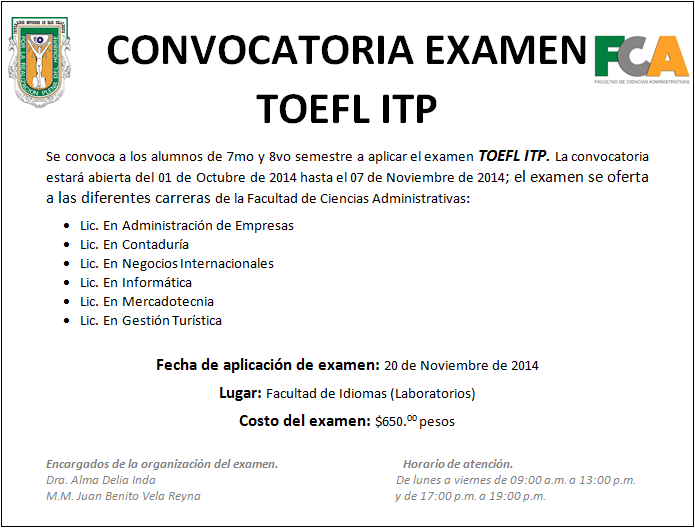 CONVOCATORIA EXAMEN
TOEFL ITP
FCA
FACULTAD DE CIENCIAS ADMINISTRATIVAS
POR LA REALIZACIÓN PLENA DEL HOMBRE
Se convoca a los alumnos de 7mo y 8vo semestre a aplicar el examen TOEFL ITP. La convocatoria
estará abierta del 01 de Octubre de 2014 hasta el 07 de Noviembre de 2014; el examen se oferta
a las diferentes carreras de la Facultad de Ciencias Administrativas:
• Lic. En Administración de Empresas
• Lic. En Contaduría
• Lic. En Negocios Internacionales
• Lic. En Informática
• Lic. En Mercadotecnia
• Lic. En Gestión Turística
Fecha de aplicación de examen: 20 de Noviembre de 2014
Lugar: Facultad de Idiomas (Laboratorios)
Costo del examen: $650.00 pesos
Encargados de la organización del examen. Horario de atención.
Dra. Alma Delia Inda De lunes a viernes de 09:00 a.m. a 13:00 p.m.
M.M. Juan Benito Vela Reyna y de 17:00 p.m. a 19:00 p.m.